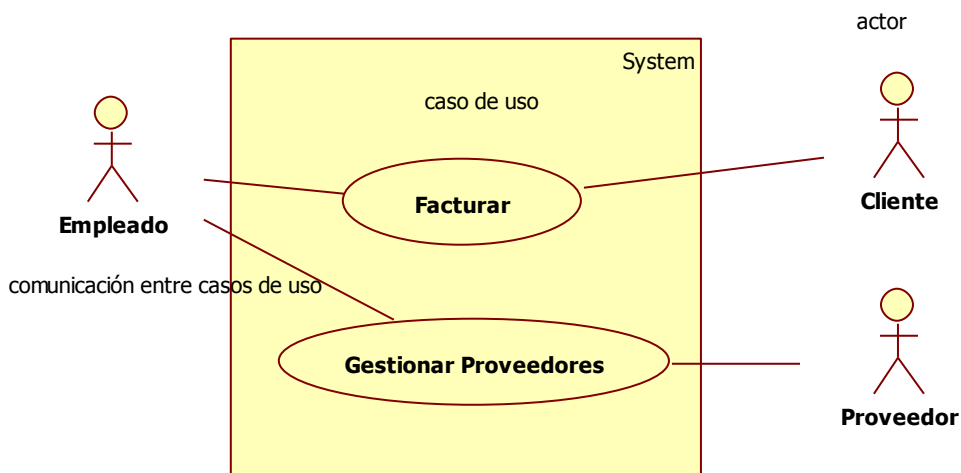 actor
System
caso de uso
Facturar
Cliente
Empleado
comunicación entre casos de uso
Gestionar Proveedores
Proveedor